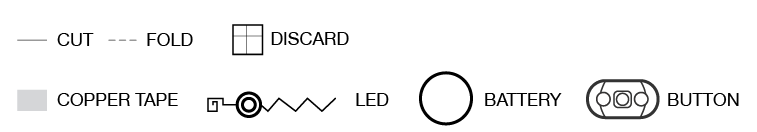 CUT FOLD DISCARD
COPPER TAPE LED BATTERY BUTTON